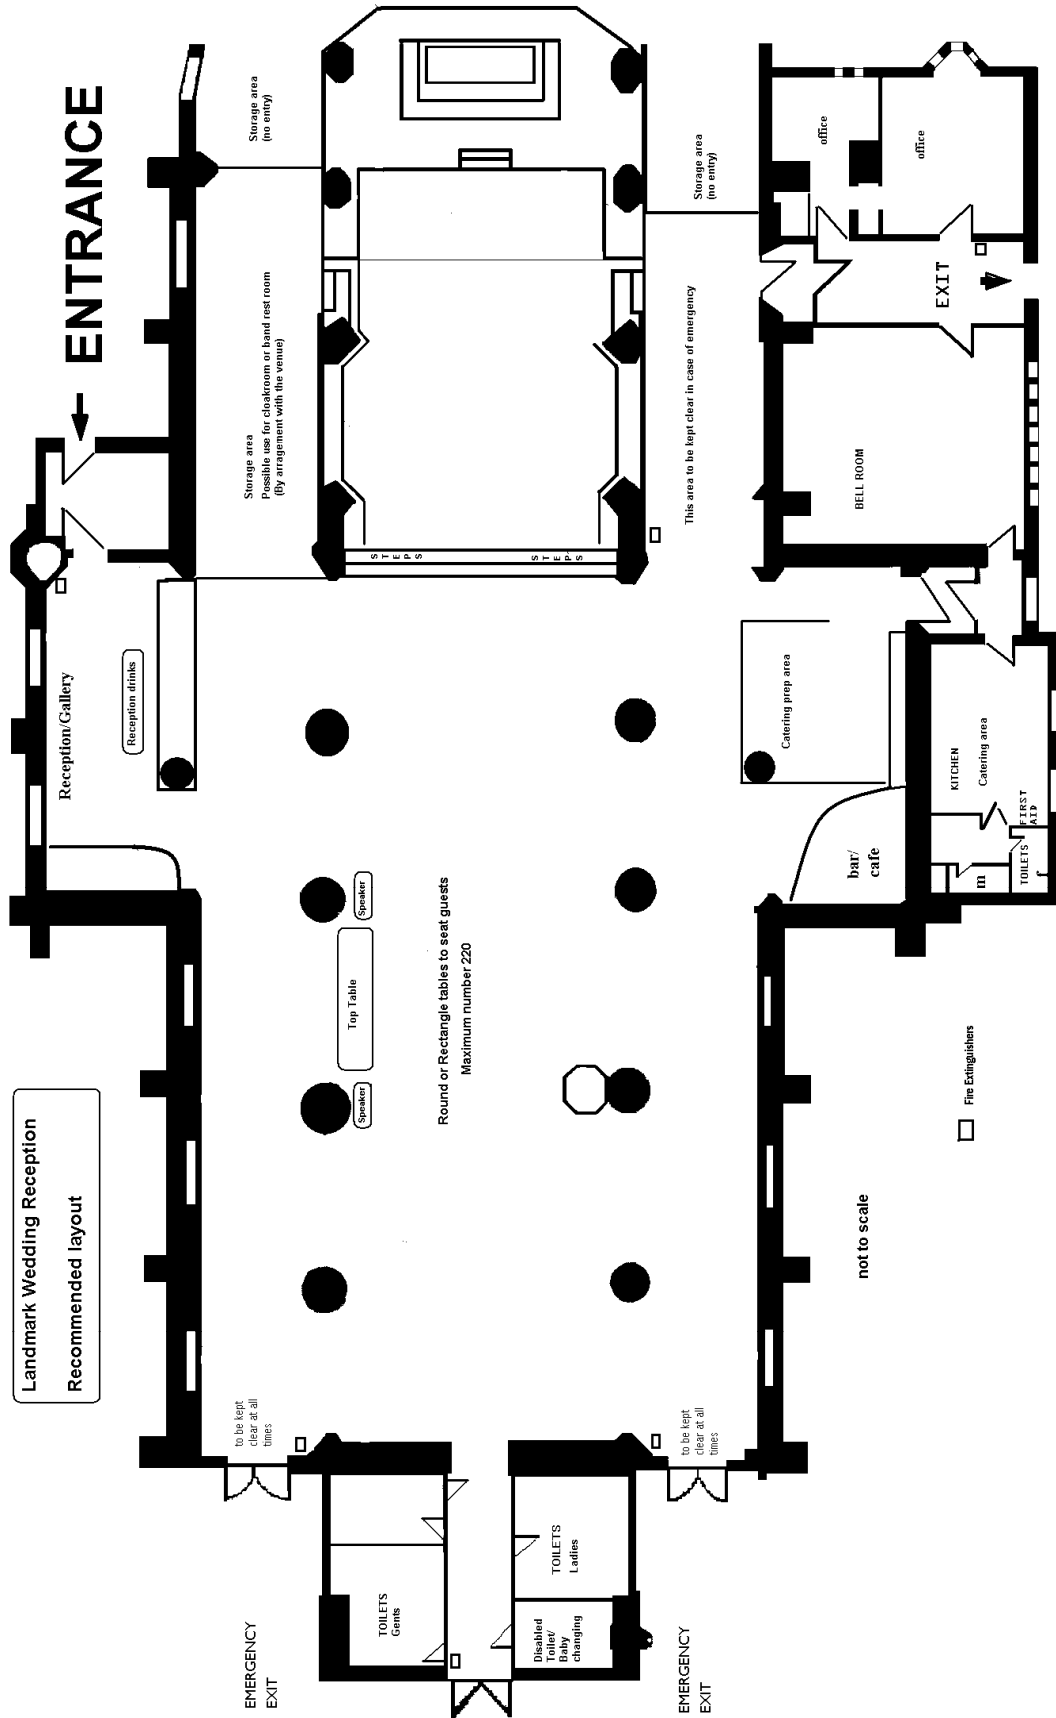 Landmark Wedding Reception
Recommended layout
ENTRANCE
Reception/Gallery
Reception drinks
Storage area
(no entry)
Storage area
Possible use for cloakroom or band rest room
(By arragement with the venue)
STEPS
STEPS
Storage area
(no entry)
This area to be kept clear in case of emergency
office
office
EXIT
BELL ROOM
Catering prep area
KITCHEN
Catering area
FIRST
AID
TOILETS
f
m
bar/
cafe
Speaker
Top Table
Speaker
Round or Rectangle tables to seat guests
Maximum number 220
Fire Extinguishers
not to scale
to be kept
clear at all
times
to be kept
clear at all
times
TOILETS
Gents
TOILETS
Ladies
Disabled
Toilet/
Baby
changing
EMERGENCY
EXIT
EMERGENCY
EXIT